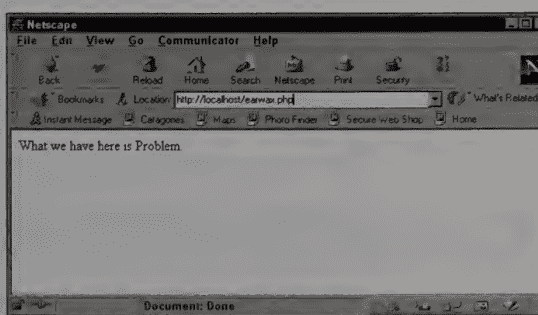 Netscape
File Edit View Go Communicator Help
Back Reload Home Search Netscape Print Security
Bookmarks Location: http://localhost/earwax.php What's Related
Instant Message Maps Photo Finder Secure Web Shop Home
What we have here is Problem
Document: Done